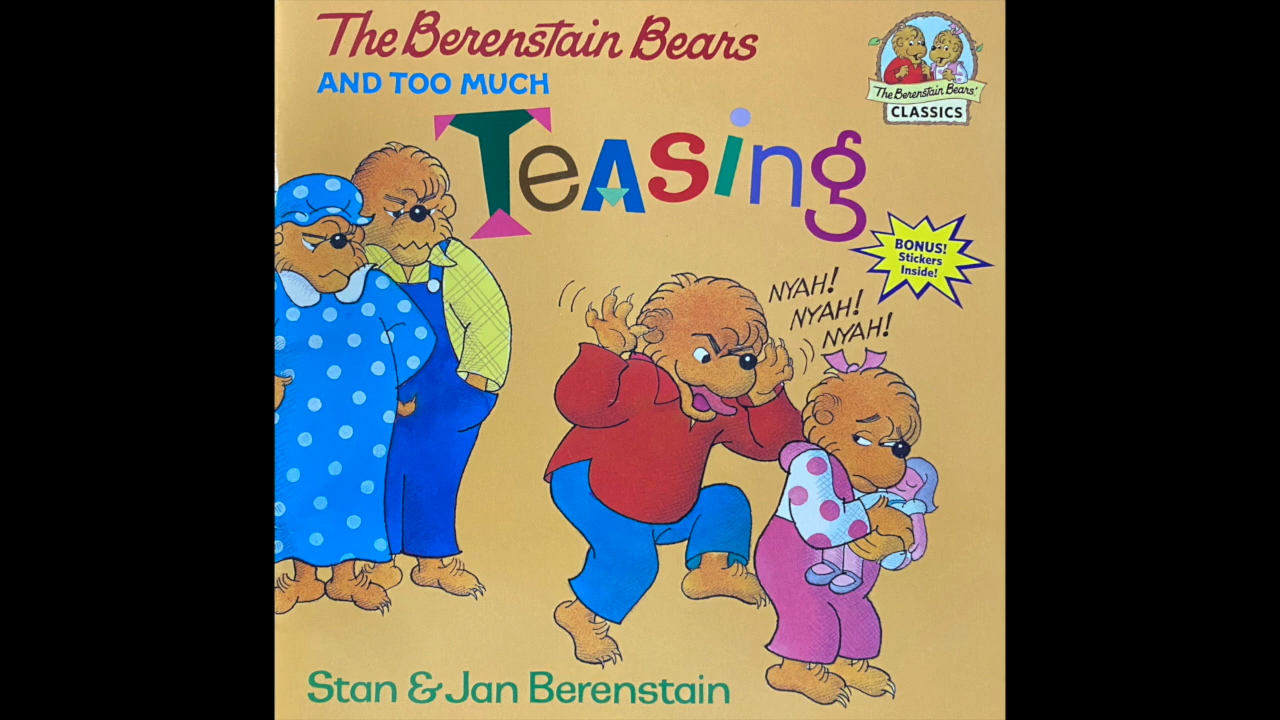 The Berenstain Bears
AND TOO MUCH
TeAsing
The Berenstain Bears'
CLASSICS
BONUS!
Stickers
Inside!
NYAH!
NYAH!
NYAH!
Stan & Jan Berenstain